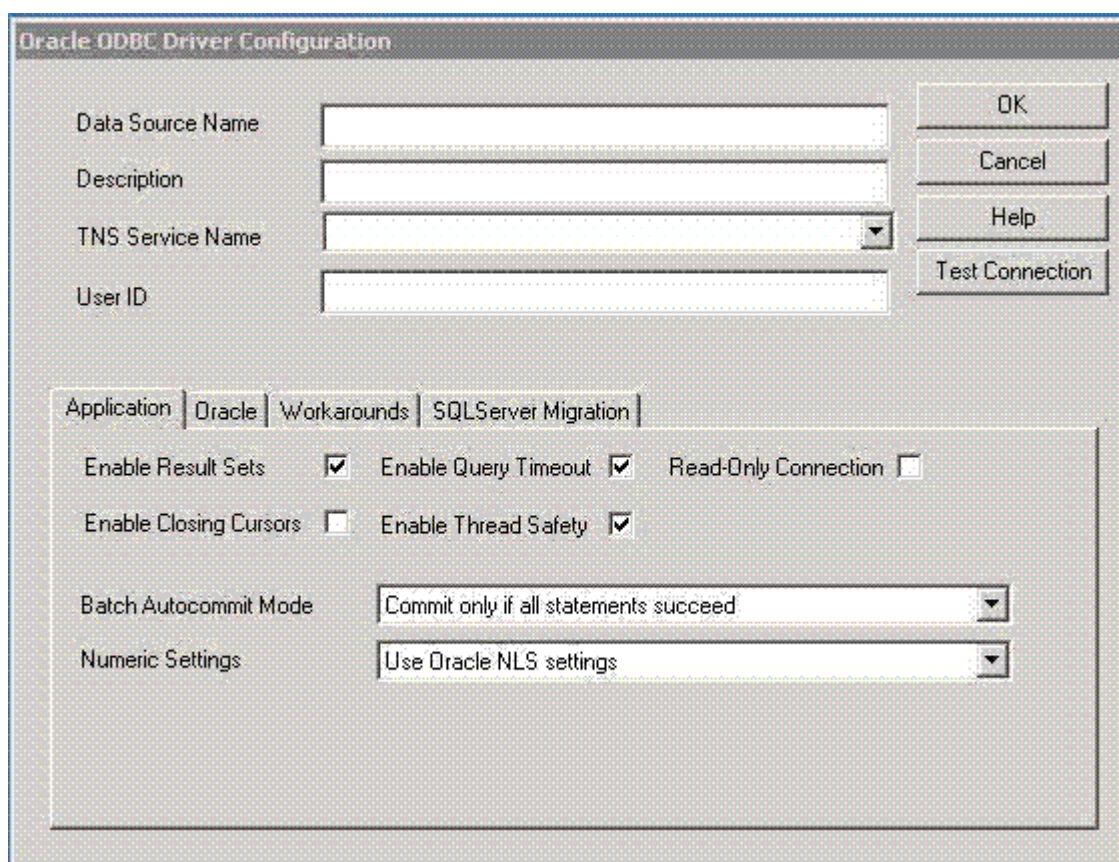 Oracle ODBC Driver Configuration
Data Source Name
OK
Description
Cancel
TNS Service Name
Help
User ID
Test Connection
Application Oracle Workarounds SQLServer Migration
Enable Result Sets Enable Query Timeout Read-Only Connection
Enable Closing Cursors Enable Thread Safety
Batch Autocommit Mode Commit only if all statements succeed
Numeric Settings Use Oracle NLS settings